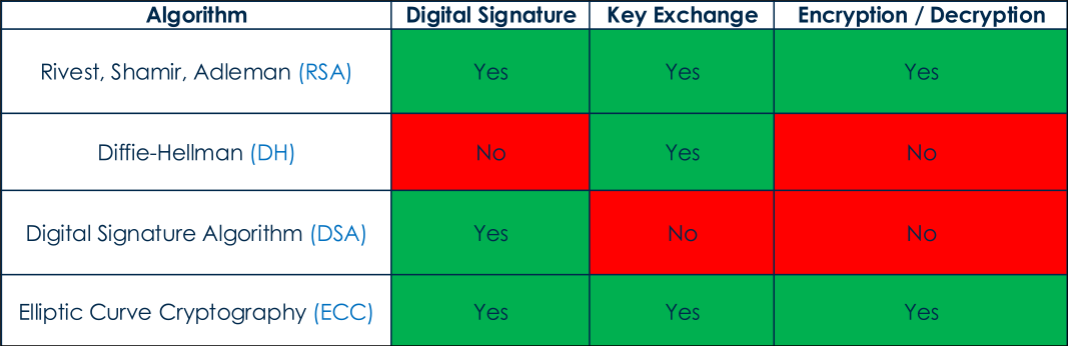 Algorithm Digital Signature Key Exchange Encryption / Decryption
Rivest, Shamir, Adleman (RSA) Yes Yes Yes
Diffie-Hellman (DH) No Yes No
Digital Signature Algorithm (DSA) Yes No No
Elliptic Curve Cryptography (ECC) Yes Yes Yes